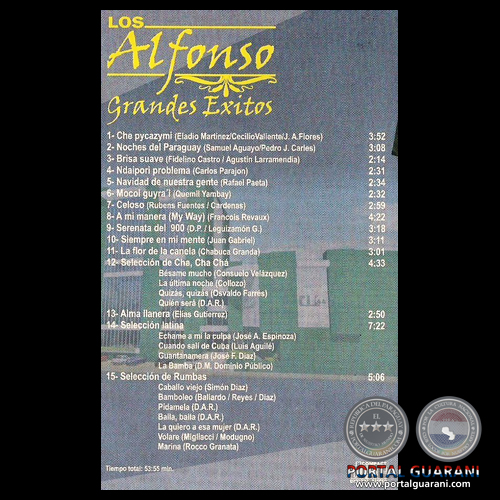 LOS
Alfonso
Grandes Exitos
1- Che pycazymi (Eladio Martínez/CecilioValiente/J. A.Flores) 3:52
2- Noches del Paraguay (Samuel Aguayo/Pedro J. Carles) 3:08
3- Brisa suave (Fidelino Castro / Agustin Larramendia) 2:14
4- Ndaipori problema (Carlos Parajon) 2:31
5- Navidad de nuestra gente (Rafael Paeta) 2:34
6- Mocoi guyra´i (Quemil Yambay) 2:32
7- Celoso (Rubens Fuentes / Cardenas) 2:59
8- A mi manera (My Way) (Francois Revaux) 4:22
9- Serenata del 900 (D.P. / Leguizamón G.) 3:18
10- Siempre en mi mente (Juan Gabriel) 3:11
11- La flor de la canela (Chabuca Granda) 3:01
12- Selección de Cha, Cha Chá 4:33
Bésame mucho (Consuelo Velázquez)
La última noche (Collozo)
Quizás, quizás (Osvaldo Farrés)
Quién será (D.A.R.)
13- Alma llanera (Elías Gutierrez) 2:50
14- Selección latina 7:22
Echame a mi la culpa (José A. Espinoza)
Cuando salí de Cuba (Luis Aguilé)
Guantanamera (José F. Díaz)
La Bamba (D.M. Dominio Público)
15- Selección de Rumbas 5:06
Caballo viejo (Simón Díaz)
Bamboleo (Baliardo / Reyes / Díaz)
Pídamela (D.A.R.)
Baila, baila (D.A.R.)
La quiero a esa mujer (D.A.R.)
Volare (Migliacci / Modugno)
Marina (Rocco Granata)
Tiempo total: 53:55 min.
COMPACT
PORTAL GUARANI
www.portalguarani.com